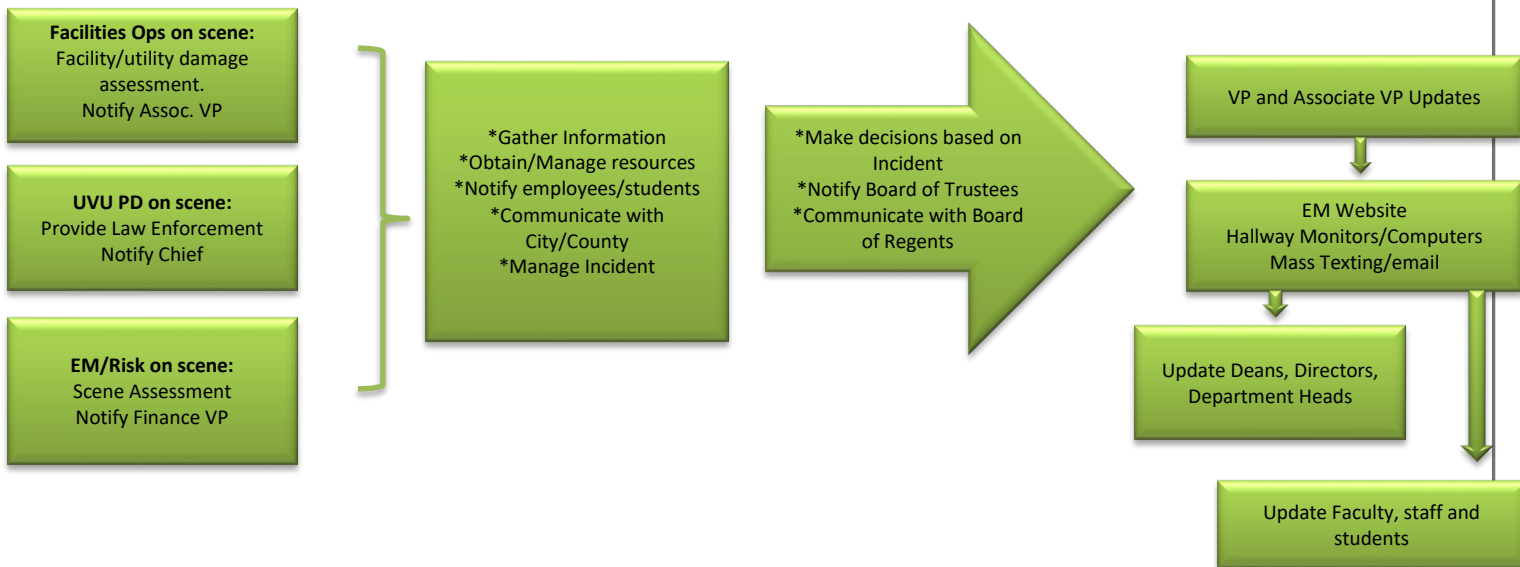 Facilities Ops on scene:
Facility/utility damage
assessment.
Notify Assoc. VP
UVU PD on scene:
Provide Law Enforcement
Notify Chief
EM/Risk on scene:
Scene Assessment
Notify Finance VP
*Gather Information
*Obtain/Manage resources
*Notify employees/students
*Communicate with
City/County
*Manage Incident
*Make decisions based on
Incident
*Notify Board of Trustees
*Communicate with Board
of Regents
VP and Associate VP Updates
EM Website
Hallway Monitors/Computers
Mass Texting/email
Update Deans, Directors,
Department Heads
Update Faculty, staff and
students